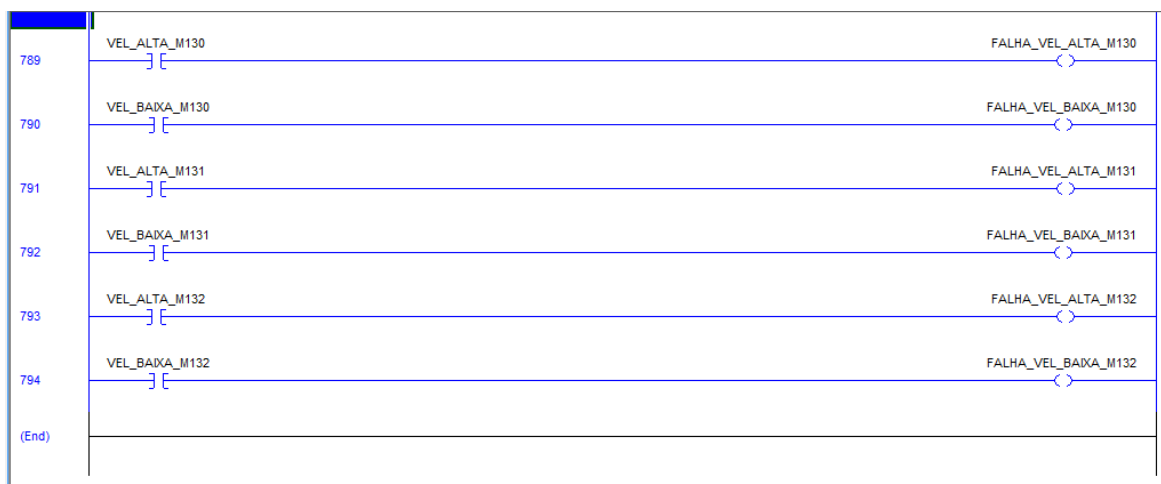 VEL_ALTA_M130 FALHA_VEL_ALTA_M130
789
VEL_BAIXA_M130 FALHA_VEL_BAIXA_M130
790
VEL_ALTA_M131 FALHA_VEL_ALTA_M131
791
VEL_BAIXA_M131 FALHA_VEL_BAIXA_M131
792
VEL_ALTA_M132 FALHA_VEL_ALTA_M132
793
VEL_BAIXA_M132 FALHA_VEL_BAIXA_M132
794
(End)